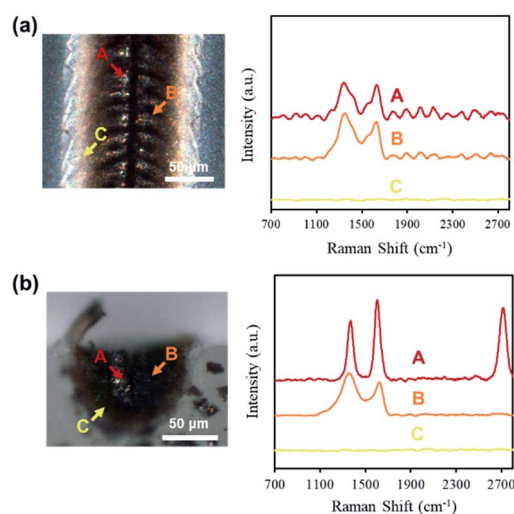 (a)
A
B
C
50 µm
Intensity (a.u.)
A
B
C
700 1100 1500 1900 2300 2700
Raman Shift (cm⁻¹)
(b)
A
B
C
50 µm
Intensity (a.u.)
A
B
C
700 1100 1500 1900 2300 2700
Raman Shift (cm⁻¹)